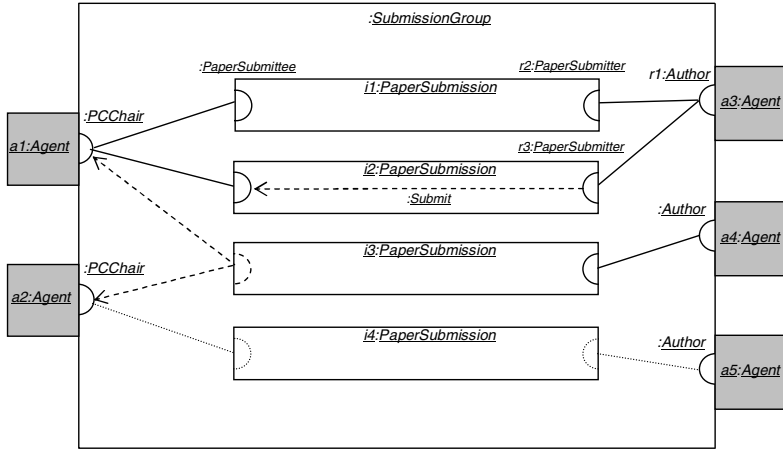 :SubmissionGroup
:PaperSubmittee
r2:PaperSubmitter
r1:Author
i1:PaperSubmission
:PCChair
a3:Agent
a1:Agent
r3:PaperSubmitter
i2:PaperSubmission
:Submit
:Author
i3:PaperSubmission
a4:Agent
:PCChair
a2:Agent
i4:PaperSubmission
:Author
a5:Agent